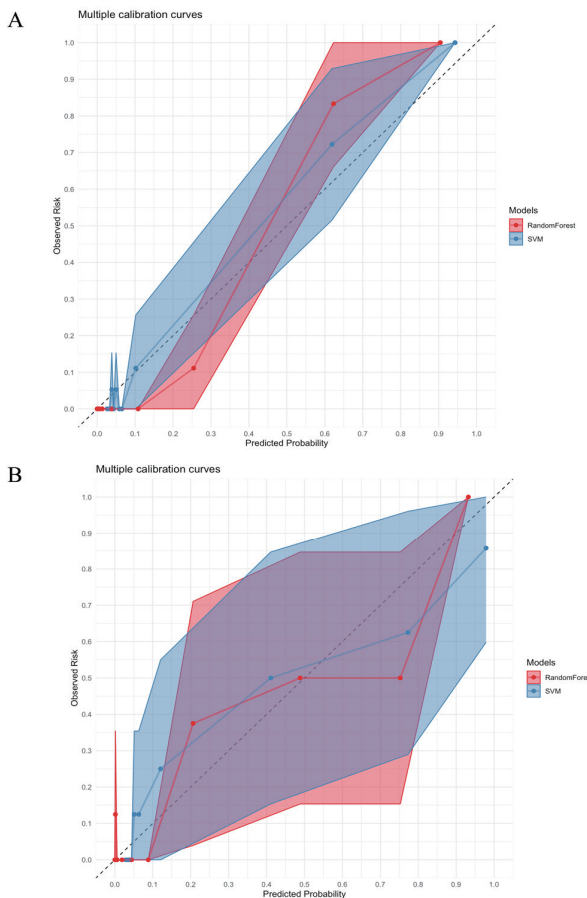 A
Multiple calibration curves
1.0
0.9
0.8
0.7
0.6
0.5
0.4
0.3
0.2
0.1
0.0
Observed Risk
0.0 0.1 0.2 0.3 0.4 0.5 0.6 0.7 0.8 0.9 1.0
Predicted Probability
Models
RandomForest
SVM
B
Multiple calibration curves
1.0
0.9
0.8
0.7
0.6
0.5
0.4
0.3
0.2
0.1
0.0
Observed Risk
0.0 0.1 0.2 0.3 0.4 0.5 0.6 0.7 0.8 0.9 1.0
Predicted Probability
Models
RandomFore
SVM